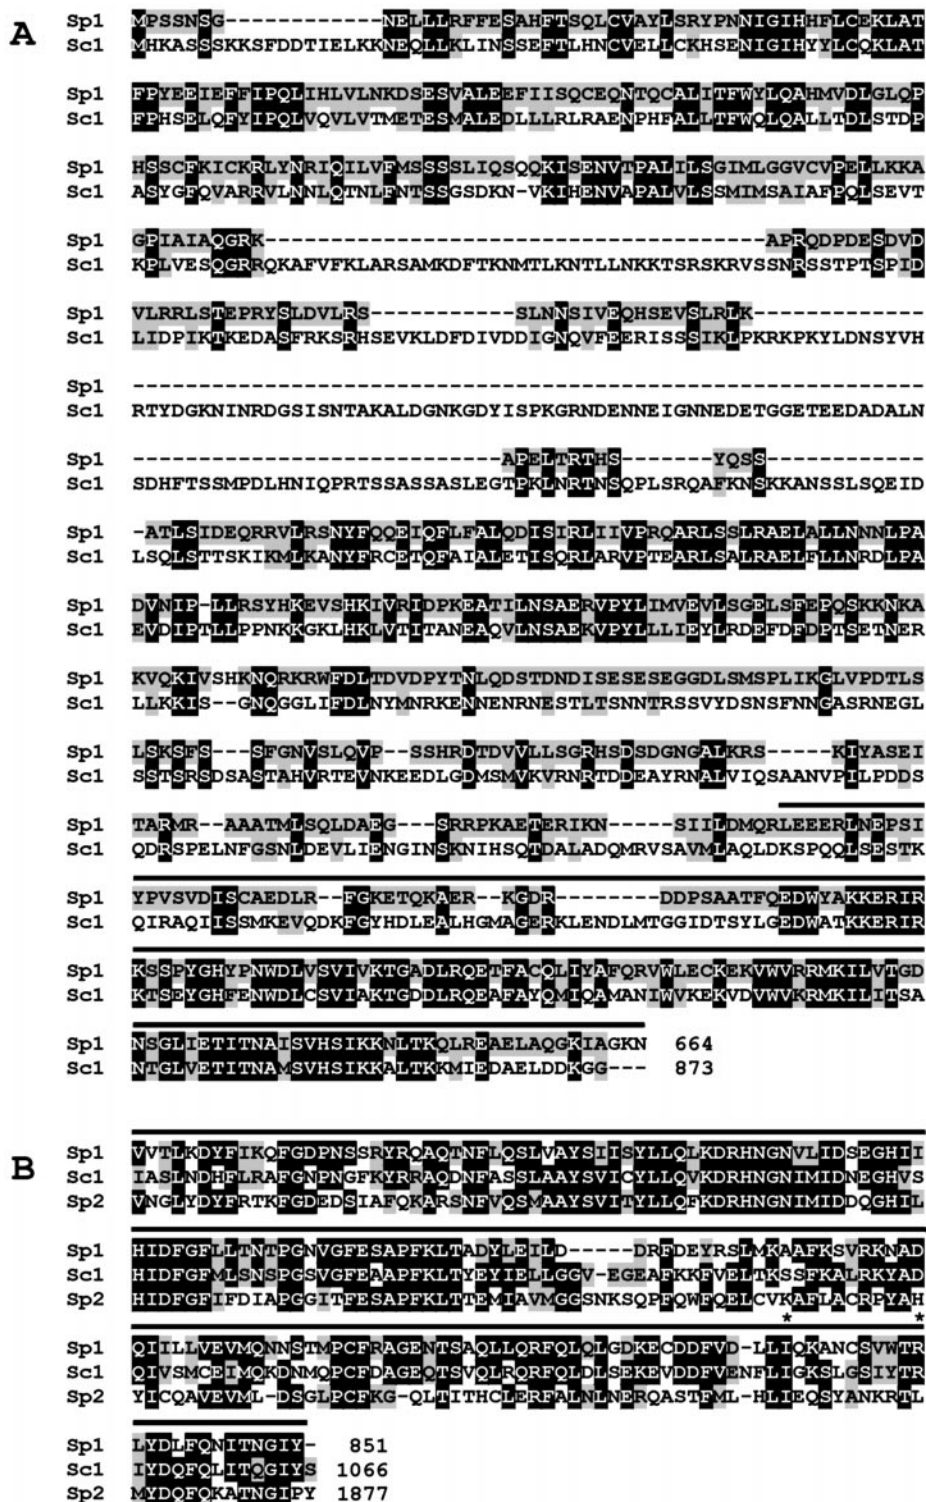 A
Sp1 MPSSNSG------------NELLLRFFESAHFTSQLCVAYLSRYPNNIGIHHFLCEKLAT
Sc1 MHKASSSKKSFDDTIELKKNEQLLKLINSSEFTLHNCVELLCKHSENIGIHYYLCQKLAT
Sp1 FPYEEIEFFIPQLIHLVLNKDSESVALEEFIISQCEQNTQCALITFWYLQAHMVDLGLQP
Sc1 FPHSELQFYIPQLVQVLVTMETESMALEDLLLRLRAENPHFALLTFWQLQALLTDLSTDP
Sp1 HSSCFKICKRLYNRIQILVFMSSSSLIQSQQKISENVTPALILSGIMLGGVCVPELLKKA
Sc1 ASYGFQVARRVLNNLQTNLFNTSSGSDKN-VKIHENVAPALVLSSMIMSAIAFPQLSEVT
Sp1 GPIAIAQGRK--------------------------------------APRQDPDESDVD
Sc1 KPLVESQGRRQKAFVFKLARSAMKDFTKNMTLKNTLLNKKTSRSKRVSSNRSSTPTSPID
Sp1 VLRRLSTEPRYSLDVLRS-----------SLNNSIVEQHSEVSLRLK-------------
Sc1 LIDPIKTKEDASFRKSRHSEVKLDFDIVDDIGNQVFEERISSSIKLPKRKPKYLDNSYVH
Sp1 ------------------------------------------------------------
Sc1 RTYDGKNINRDGSISNTAKALDGNKGDYISPKGRNDENNEIGNNEDETGGETEEDADALN
Sp1 ----------------------------APELTRTHS-------YQSS------------
Sc1 SDHFTSSMPDLHNIQPRTSSASSASLEGTPKLNRTNSQPLSRQAFKNSKKANSSLSQEID
Sp1 -ATLSIDEQRRVLRSNYFQQEIQFLFALQDISIRLIIVPRQARLSSLRAELALLNNNLPA
Sc1 LSQLSTTSKIKMLKANYFRCETQFAIALETISQRLARVPTEARLSALRAELFLLNRDLPA
Sp1 DVNIP-LLRSYHKEVSHKIVRIDPKEATILNSAERVPYLIMVEVLSGELSFEPQSKKNKA
Sc1 EVDIPTLLPPNKKGKLHKLVTITANEAQVLNSAEKVPYLLLIEYLRDEFDFDPTSETNER
Sp1 KVQKIVSHKNQRKRWFDLTDVDPYTNLQDSTDNDISESESEGGDLSMSPLIKGLVPDTLS
Sc1 LLKKIS--GNQGGLIFDLNYMNRKENNENRNESTLTSNNTRSSVYDSNSFNNGASRNEGL
Sp1 LSKSFS---SFGNVSLQVP--SSHRDTDVVLLSGRHSDSDGNGALKRS-----KIYASEI
Sc1 SSTSRSDSASTAHVRTEVNKEEDLGDMSMVKVRNRTDDEAYRNALVIQSAANVPILPDDS
Sp1 TARMR--AAATMLSQLDAEG---SRRPKAETERIKN----SIILDMQRLEEERLNEPSI
Sc1 QDRSPELNFGSNLDEVLIENGINSKNIHSQTDALADQMRVSAVMLAQLDKSPQQLSESTK
Sp1 YPVSVDISCAEDLR--FGKETQKAER--KGDR--------DDPSAATFQEDWYAKKERIR
Sc1 QIRAQIISSMKEVQDKFGYHDLEALHGMAGERKLENDLMTGGIDTSYLGEDWATKKERIR
Sp1 KSSPYGHYPNWDLVSVIVKTGADLRQETFACQLIYAFQRVWLECKEKVWVRRMKILVTGD
Sc1 KTSEYGHFENWDLCSVIAKTGDDLRQEAFAYQMIQAMANIWVKEKVDVWVKRMKILITSA
Sp1 NSGLIETITNAISVHSIKKNLTKQLREAELAQGKIAGKN 664
Sc1 NTGLVETITNAMSVHSIKKALTKKMIEDAELDDKGG--- 873
B
Sp1 VVTLKDYFIKQFGDPNSSRYRQAQTNFLQSLVAYSIISYLLQLKDRHNGNVLIDSEGHII
Sc1 IASLNDHFLRAFGNPNGFKYRRAQDNFASSLAAYSVICYLLQVKDRHNGNIMIDNEGHVS
Sp2 VNGLYDYFRTKFGDEDSIAFQKARSNFVQSMAAYSVITYLLQFKDRHNGNIMIDDQGHIL
Sp1 HIDFGFLLTNTPGNVGFESAPFKLTADYLEILD-----DRFDEYRSLMKAAFKSVRKNAD
Sc1 HIDFGFMLSNSPGSVGFEAAPFKLTYEYIELLGGV-EGEAFKKFVELTKSSFKALRKYAD
Sp2 HIDFGFIFDIAPGGITFESAPFKLTTEMIAVMGGSNKSQPFQWFQELCVKAFLACRPYAH
* *
Sp1 QIILLVEVMQNNSTMPCFRAGENTSAQLLQRFQLQLGDKECDDFVD-LLIQKANCSVWTR
Sc1 QIVSMCEIMQKDNMQPCFDAGEQTSVQLRQRFQLDLSEKEVDDFVENFLIGKSLGSIYTR
Sp2 YICQAVEVML-DSGLPCFKG-QLTITHCLERFALNLNERQASTFML-HLIEQSYANKRTL
Sp1 LYDLFQNITNGIY- 851
Sc1 IYDQFQLITQGIYS 1066
Sp2 MYDQFQKATNGIPY 1877